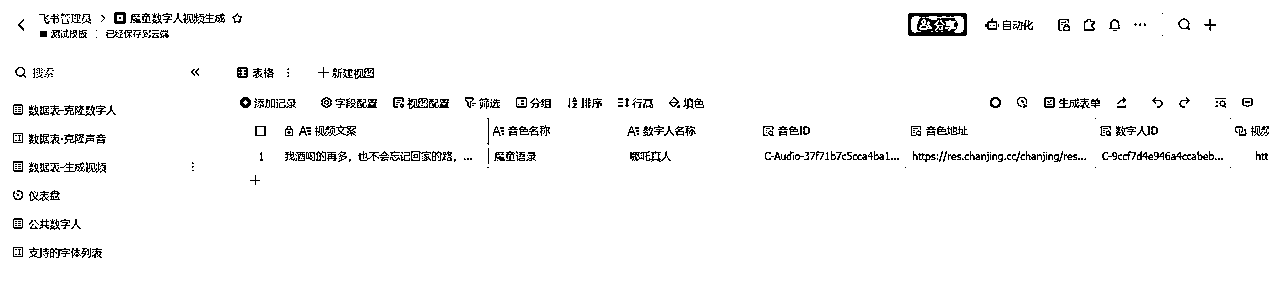 飞书管理员 > 魔童数字人视频生成
测试模版 | 已经保存到云端
分享
自动化
搜索
数据表-克隆数字人
数据表-克隆声音
数据表-生成视频
仪表盘
公共数字人
支持的字体列表
表格
新建视图
添加记录 字段配置 视图配置 筛选 分组 排序 行高 填色 生成表单
视频文案 音色名称 数字人名称 音色ID 音色地址 数字人ID 视频
1 我酒喝的再多，也不会忘记回家的路，... 魔童语录 哪吒真人 C-Audio-37f71b7c5cca4ba1... https://res.chanjing.cc/chanjing/res... C-9ccf7d4e946a4ccabeb... htt